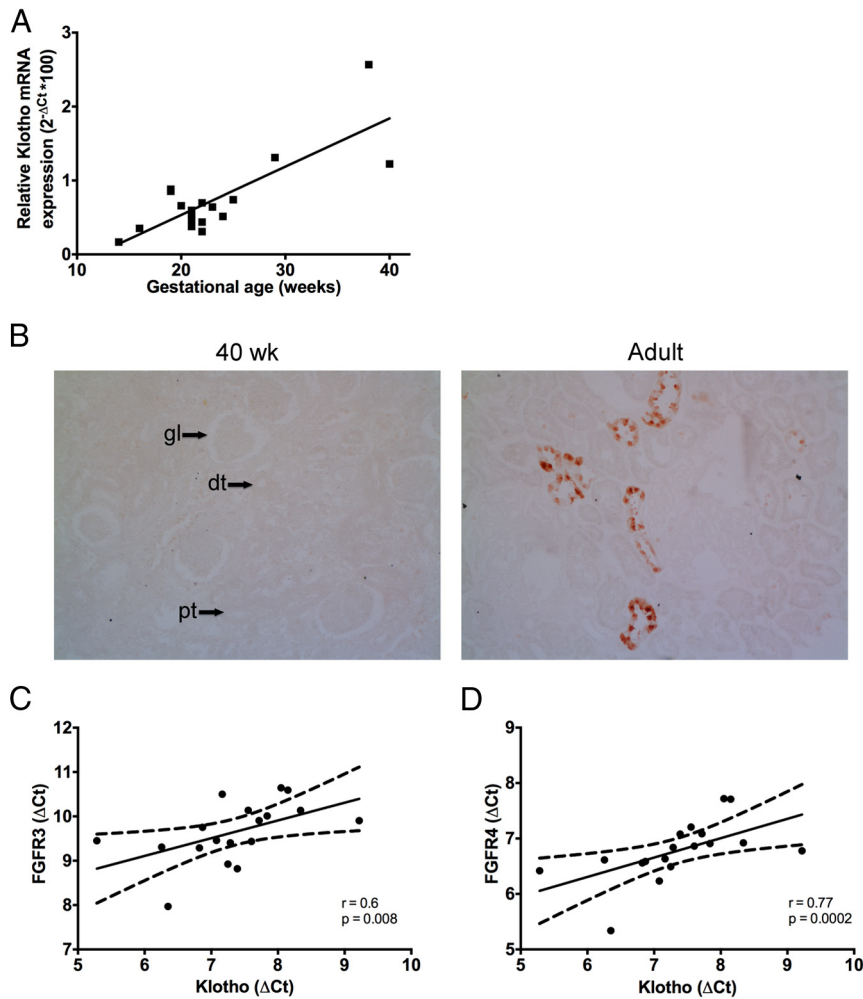 A
Relative Klotho mRNA
expression (2-ΔCt*100)
3
2
1
0
10
20
30
40
Gestational age (weeks)
B
40 wk
Adult
gl
dt
pt
C
FGFR3 (ΔCt)
12
11
10
9
8
7
5
6
7
8
9
10
Klotho (ΔCt)
r = 0.6
p = 0.008
D
FGFR4 (ΔCt)
9
8
7
6
5
5
6
7
8
9
10
Klotho (ΔCt)
r = 0.77
p = 0.0002